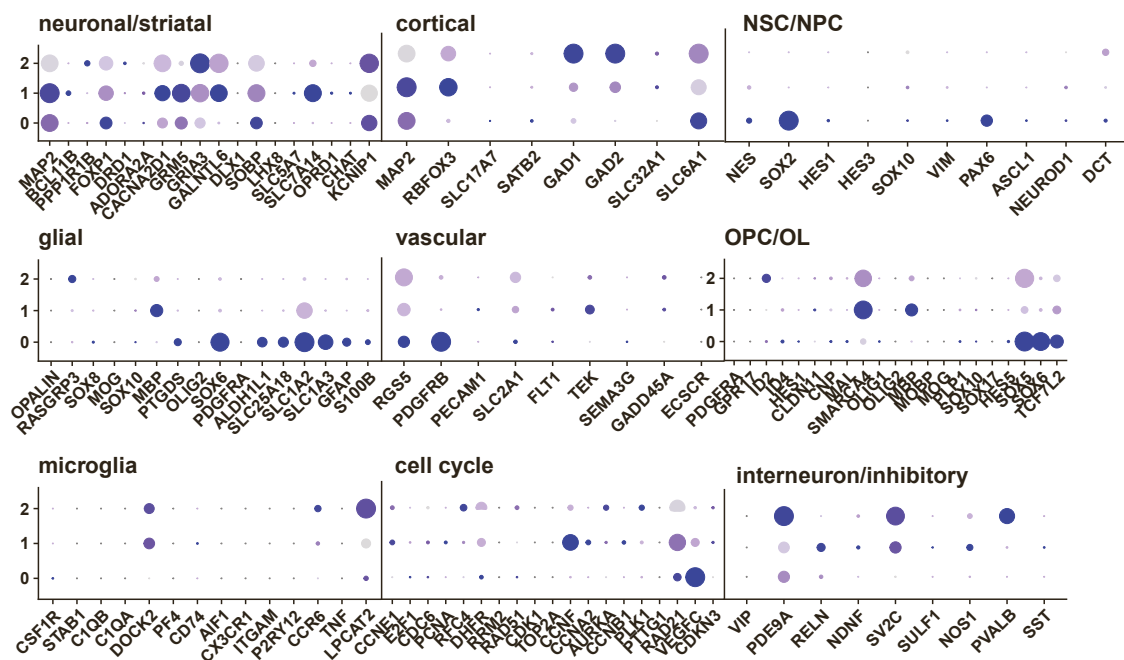 neuronal/striatal
cortical
NSC/NPC
2
1
0
MAP2
BCL11B
PPP1R1B
FOXP1
DRD1
ADORA2A
CACNA2D1
GRM5
GRIA3
GALNTL6
DLX1
SOBP
LHX8
SLC5A7
SLC7A14
OPRD1
CHAT
KCNIP1
MAP2
RBFOX3
SLC17A7
SATB2
GAD1
GAD2
SLC32A1
SLC6A1
NES
SOX2
HES1
HES3
SOX10
VIM
PAX6
ASCL1
NEUROD1
DCT
glial
vascular
OPC/OL
2
1
0
2
1
0
OPALIN
RASGRP3
SOX8
MOG
SOX10
MBP
PTGDS
OLIG2
SOX6
PDGFRA
ALDH1L1
SLC25A18
SLC1A2
SLC1A3
GFAP
S100B
RGS5
PDGFRB
PECAM1
SLC2A1
FLT1
TEK
SEMA3G
GADD45A
ECSCR
PDGFRA
GPR17
ID2
ID4
HES1
CLDN11
CNP
MAL
SMARCA4
OLIG1
OLIG2
MBP
MOBP
MOG
PLP1
SOX10
SOX17
HES5
SOX5
SOX6
TCF7L2
microglia
cell cycle
interneuron/inhibitory
2
1
0
CSF1R
STAB1
C1QB
C1QA
DOCK2
PF4
CD74
AIF1
CX3CR1
ITGAM
P2RY12
CCR6
TNF
LPCAT2
CCNE1
E2F1
CDC6
PCNA
RFC4
DHFR
RRM2
RAD51
CDK1
TOP2A
CCNF
CCNA2
AURKA
CCNB1
PLK1
PTTG1
RAD21
VEGFC
CDKN3
VIP
PDE9A
RELN
NDNF
SV2C
SULF1
NOS1
PVALB
SST